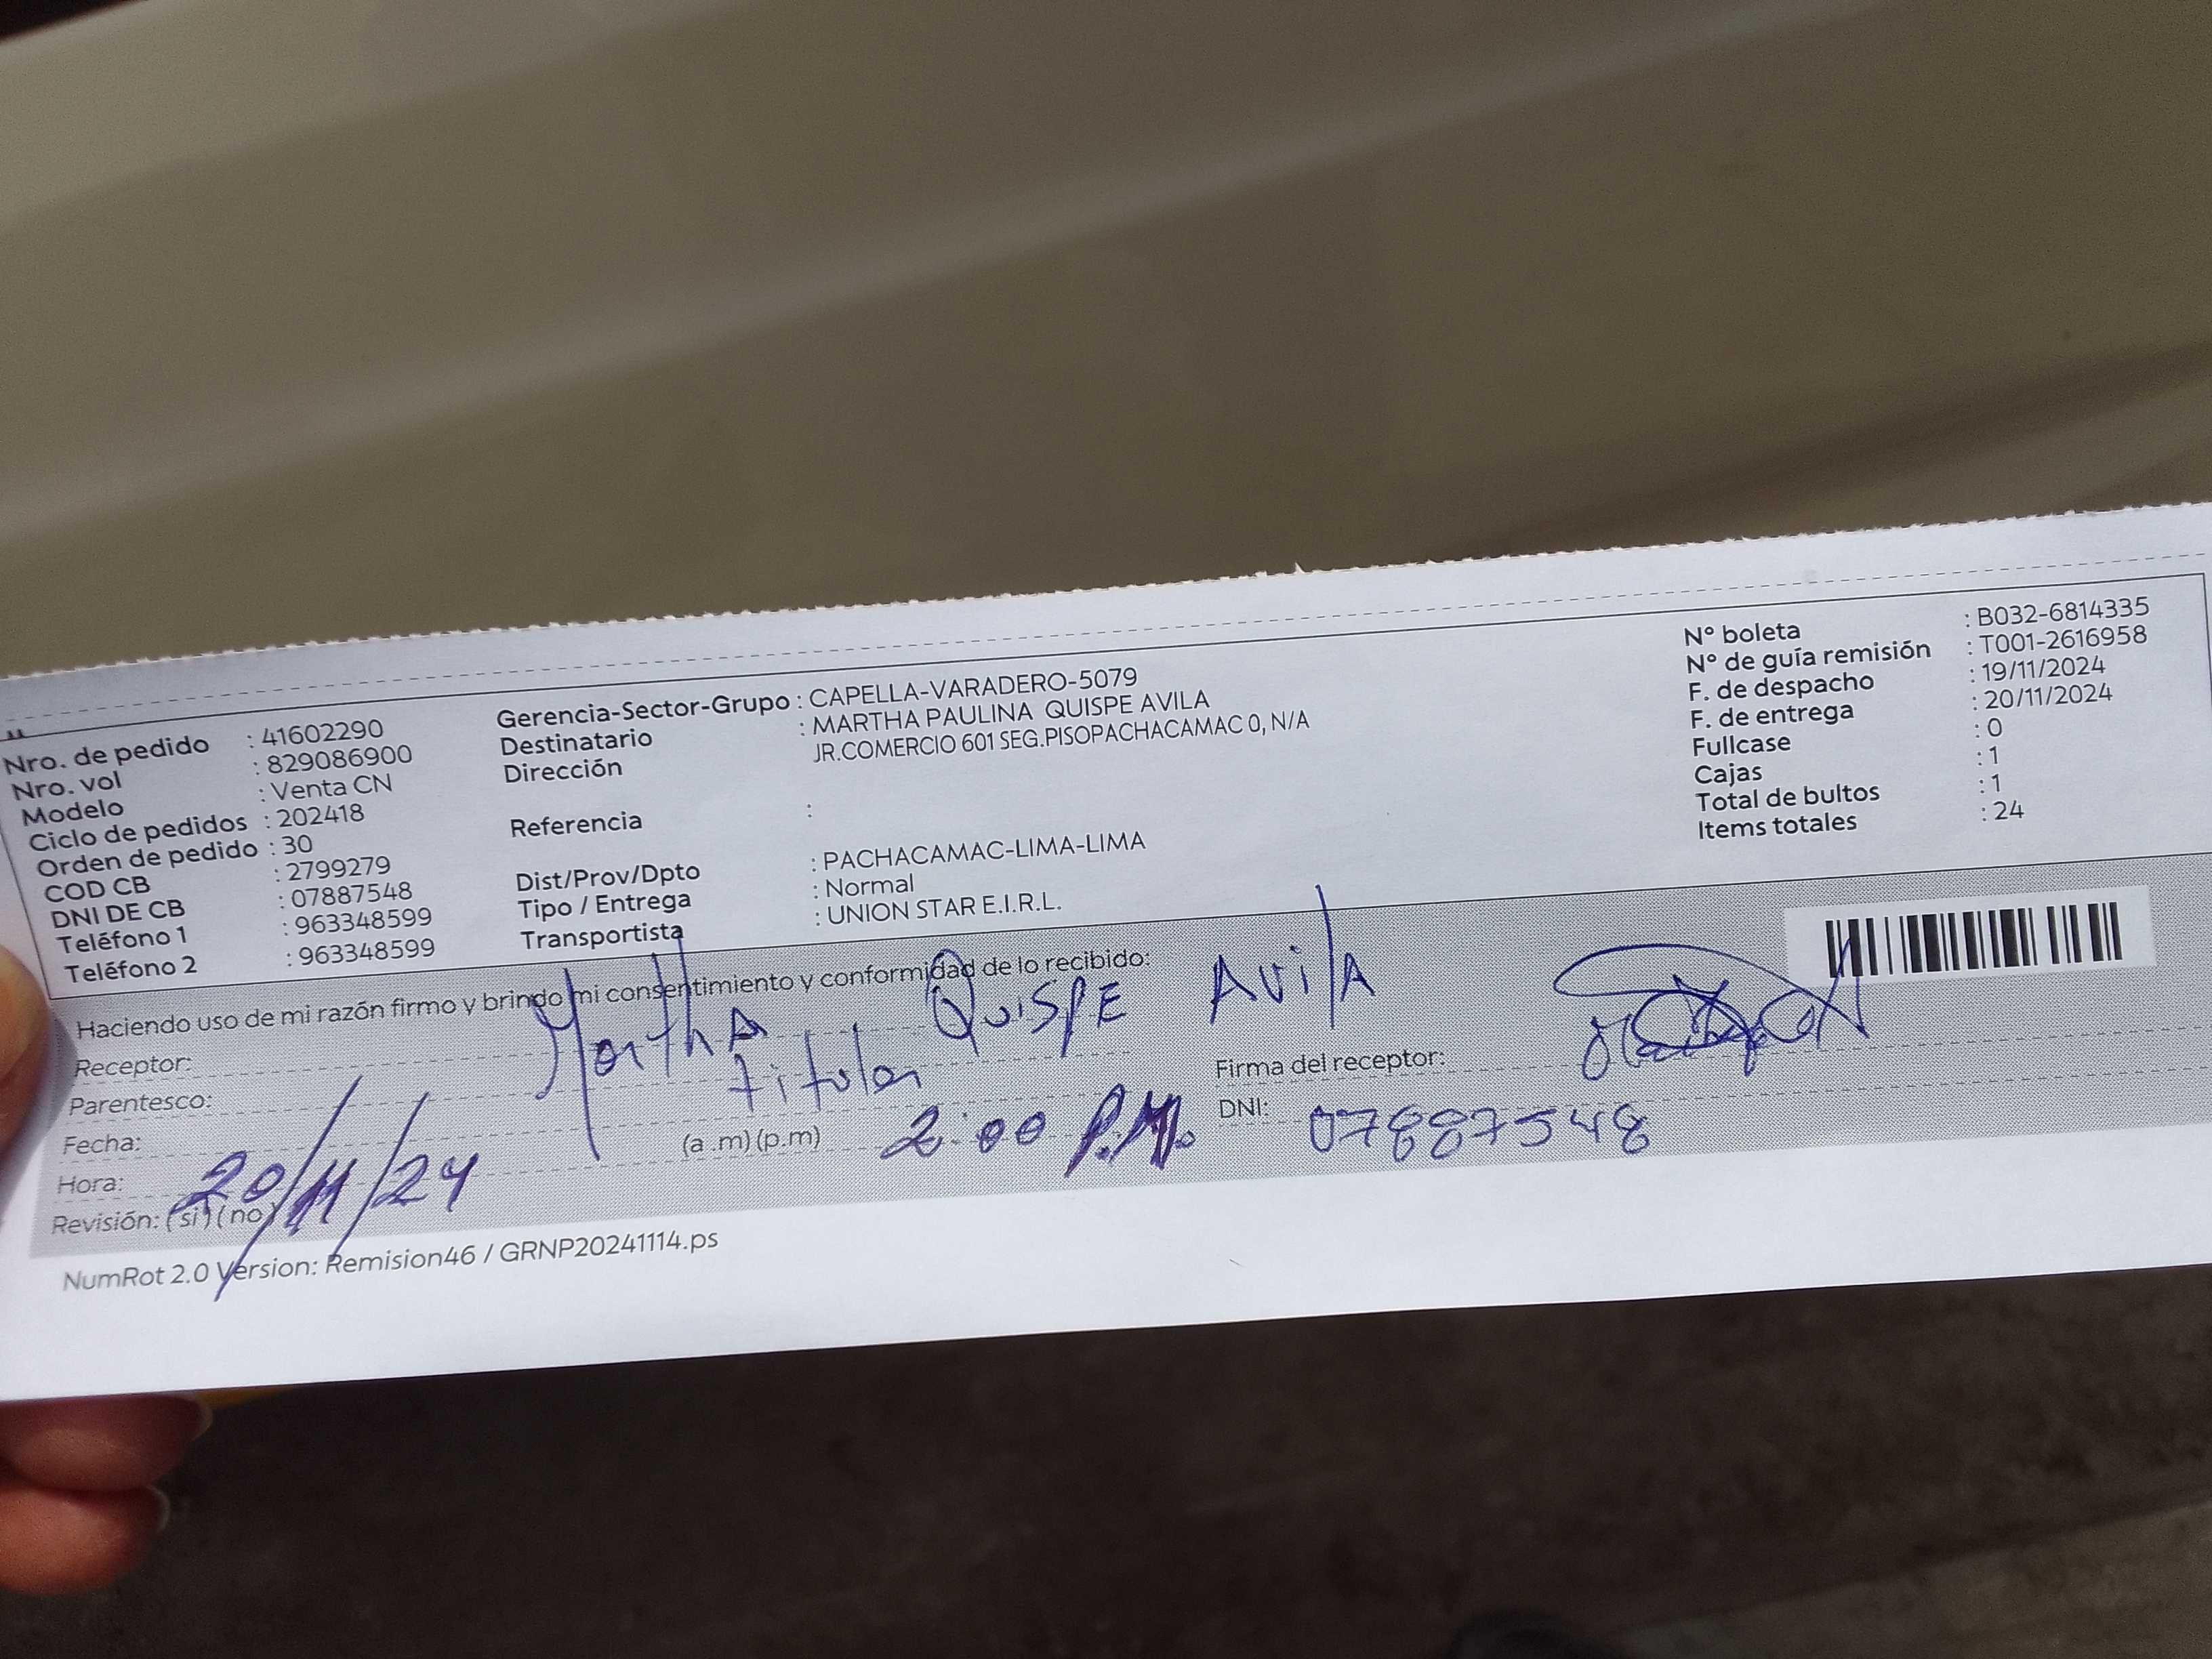 Nro. de pedido : 41602290
Nro. vol : 829086900
Modelo : Venta CN
Ciclo de pedidos : 202418
Orden de pedido : 30
COD CB : 2799279
DNI DE CB : 07887548
Teléfono 1 : 963348599
Teléfono 2 : 963348599
Gerencia-Sector-Grupo : CAPELLA-VARADERO-5079
Destinatario : MARTHA PAULINA QUISPE AVILA
Dirección JR.COMERCIO 601 SEG.PISOPACHACAMAC 0, N/A
Referencia :
Dist/Prov/Dpto : PACHACAMAC-LIMA-LIMA
Tipo / Entrega : Normal
Transportista : UNION STAR E.I.R.L.
N° boleta : B032-6814335
N° de guía remisión : T001-2616958
F. de despacho : 19/11/2024
F. de entrega : 20/11/2024
Fullcase : 0
Cajas : 1
Total de bultos : 1
Items totales : 24
Haciendo uso de mi razón firmo y brindo mi consentimiento y conformidad de lo recibido:
Receptor: MarthA QuisPE AvilA
Parentesco: titular
Firma del receptor:
Fecha: 20/11/24
Hora: (a.m) (p.m) 2:00 P.M.
DNI: 07887548
Revisión: (si) (no)
NumRot 2.0 Version: Remision46 / GRNP20241114.ps